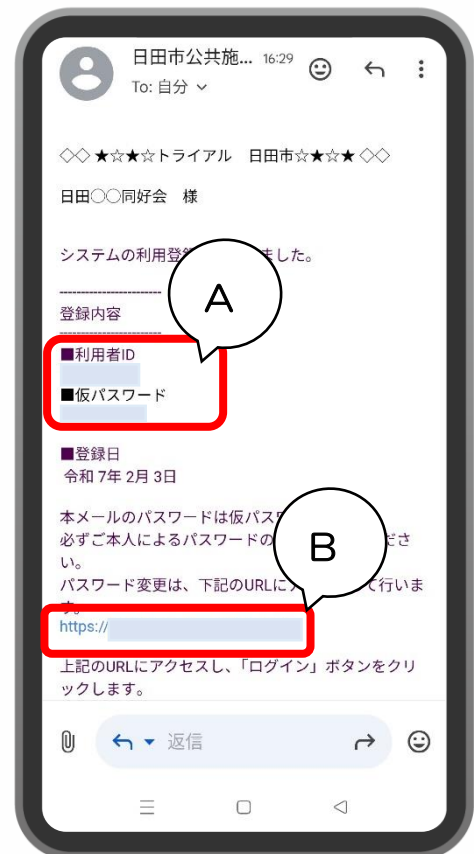 日田市公共施... 16:29
To: 自分
◇◇ ★☆★☆トライアル 日田市☆★☆★ ◇◇
日田○○同好会 様
システムの利用登 ました。
----------------------
登録内容
----------------------
A
■利用者ID
■仮パスワード
■登録日
令和 7年 2月 3日
本メールのパスワードは仮パス
必ずご本人によるパスワードの ださ
い。
B
パスワード変更は、下記のURLに て行いま
す。
https://
上記のURLにアクセスし、「ログイン」ボタンをクリ
ックします。
返信